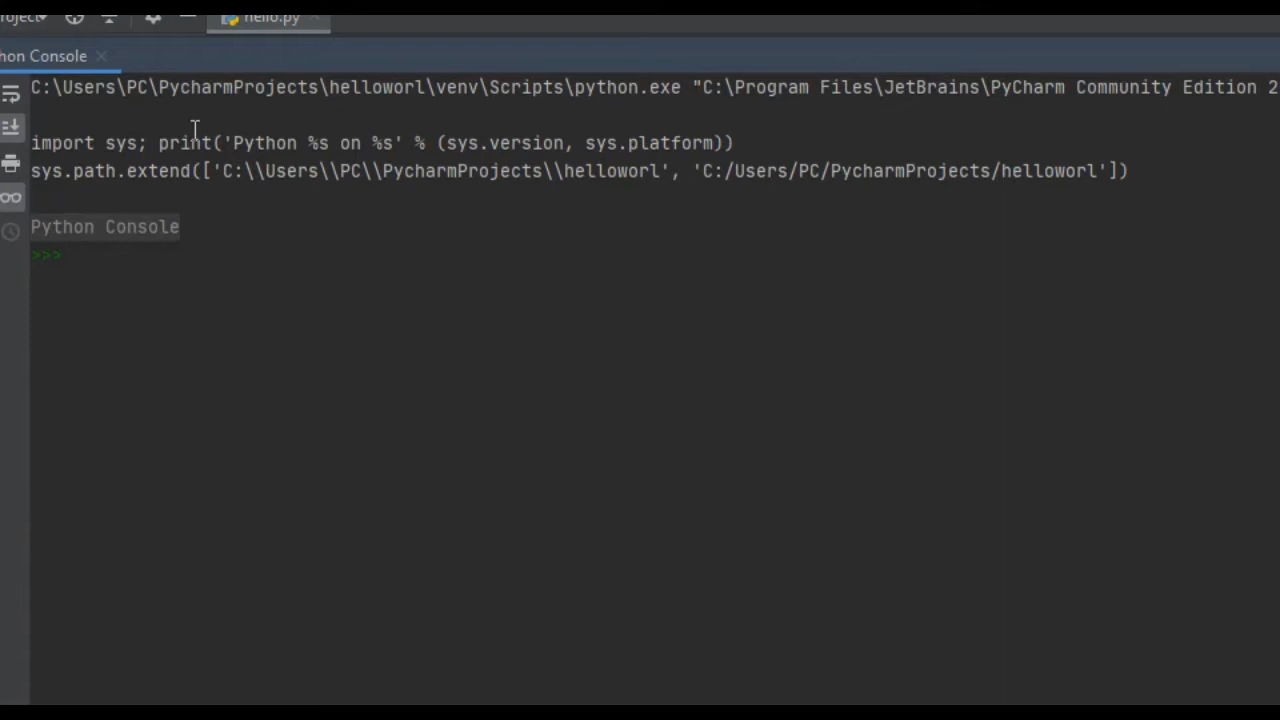 hello.py
hon Console
C:\Users\PC\PycharmProjects\helloworl\venv\Scripts\python.exe "C:\Program Files\JetBrains\PyCharm Community Edition 2
import sys; print('Python %s on %s' % (sys.version, sys.platform))
sys.path.extend(['C:\\Users\\PC\\PycharmProjects\\helloworl', 'C:/Users/PC/PycharmProjects/helloworl'])
Python Console
>>>